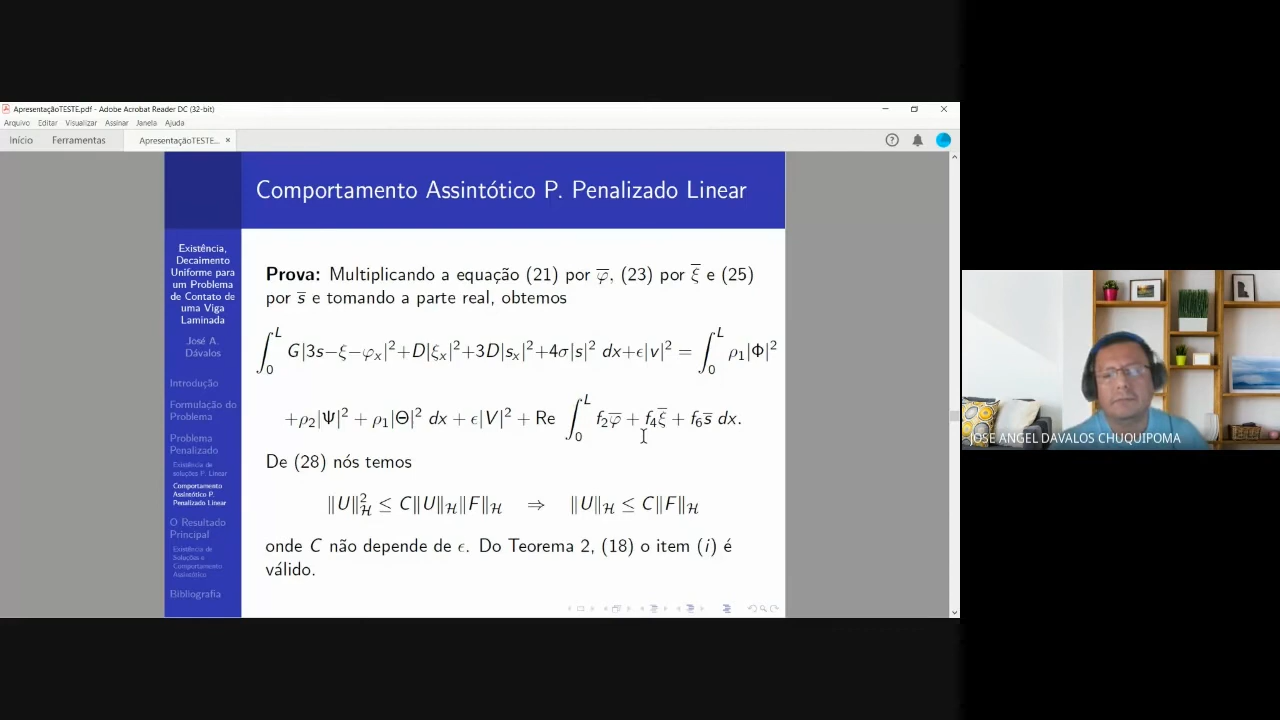 ApresentaçãoTESTE.pdf - Adobe Acrobat Reader DC (32-bit)
Arquivo Editar Visualizar Assinar Janela Ajuda
Início Ferramentas ApresentaçãoTESTE... ×
Comportamento Assintótico P. Penalizado Linear
Existência,
Decaimento
Uniforme para
um Problema
de Contato de
uma Viga
Laminada
José A.
Dávalos
Introdução
Formulação do
Problema
Problema
Penalizado
Existência de
soluções P. Linear
Comportamento
Assintótico P.
Penalizado Linear
O Resultado
Principal
Existência de
Soluções e
Comportamento
Assintótico
Bibliografia
Prova: Multiplicando a equação (21) por φ̅, (23) por ξ̅ e (25)
por s̅ e tomando a parte real, obtemos
∫₀ᴸ G|3s−ξ−φₓ|²+D|ξₓ|²+3D|sₓ|²+4σ|s|² dx+ϵ|v|² = ∫₀ᴸ ρ₁|Φ|²
+ρ₂|Ψ|² + ρ₁|Θ|² dx + ϵ|V|² + Re ∫₀ᴸ f₂φ̅ + f₄ξ̅ + f₆s̅ dx.
De (28) nós temos
‖U‖²_ℋ ≤ C‖U‖_ℋ‖F‖_ℋ ⇒ ‖U‖_ℋ ≤ C‖F‖_ℋ
onde C não depende de ϵ. Do Teorema 2, (18) o item (i) é
válido.
JOSE ANGEL DAVALOS CHUQUIPOMA